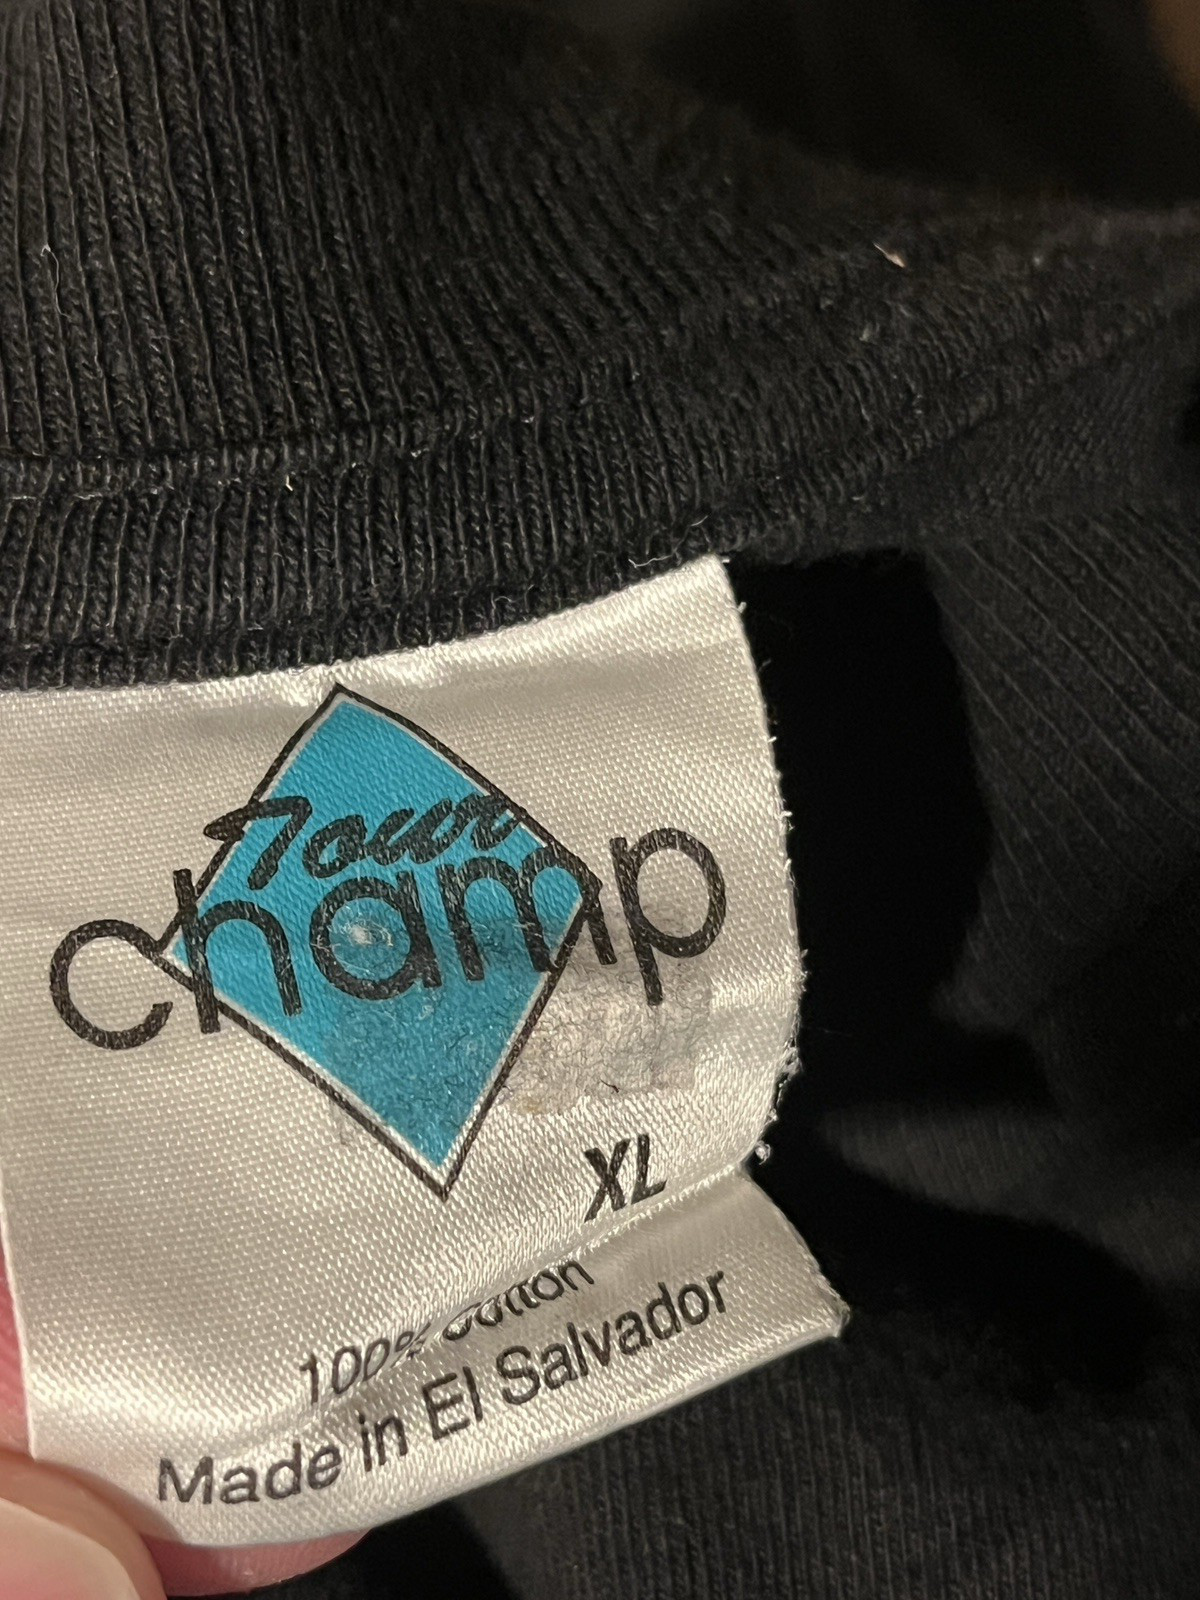 Tour
champ
XL
100% cotton
Made in El Salvador